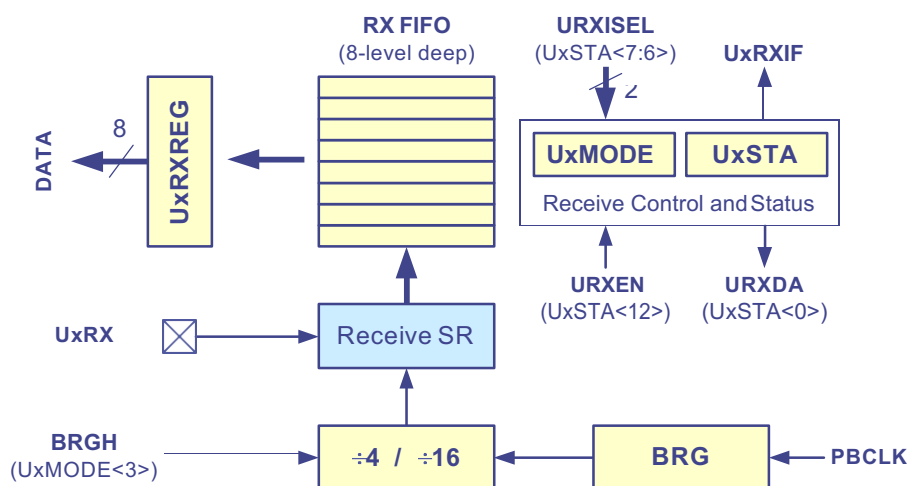 RX FIFO
(8-level deep)
URXISEL
(UxSTA<7:6>)
UxRXIF
2
DATA
8
UxRXREG
UxMODE
UxSTA
Receive Control and Status
URXEN
(UxSTA<12>)
URXDA
(UxSTA<0>)
UxRX
Receive SR
BRGH
(UxMODE<3>)
÷4 / ÷16
BRG
PBCLK